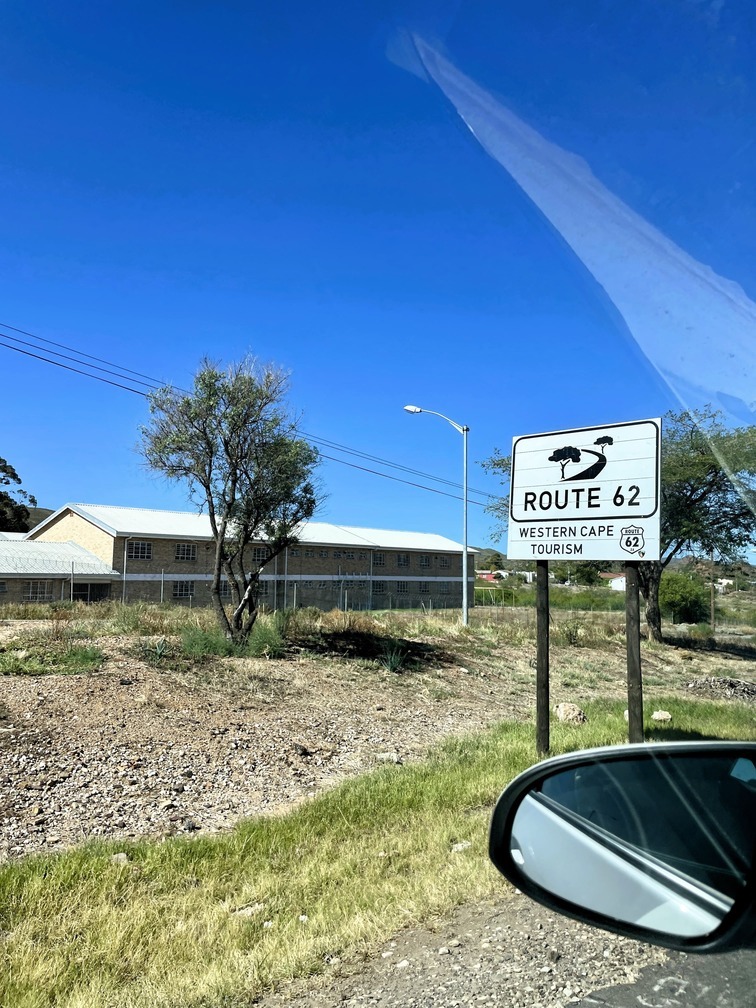 ROUTE 62
WESTERN CAPE
TOURISM
ROUTE
62